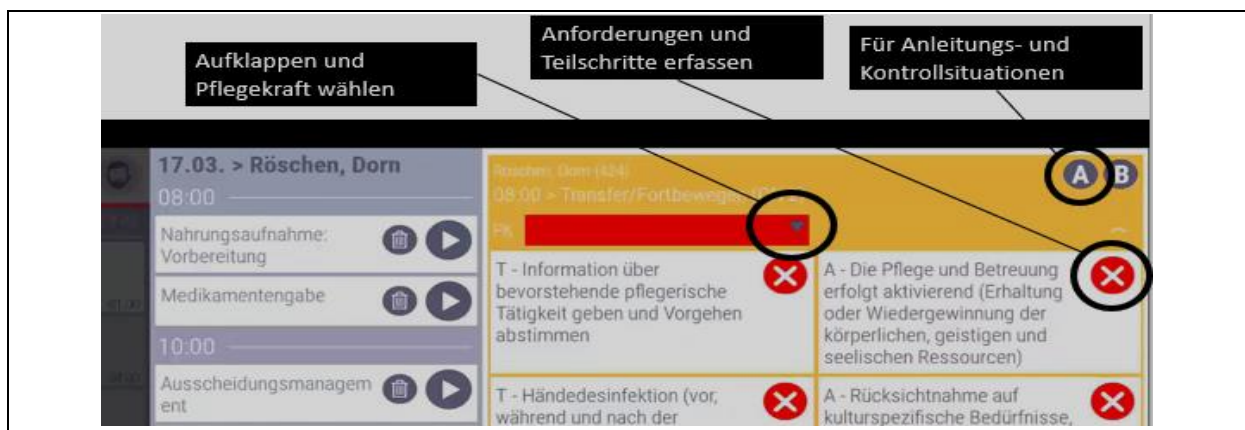 Aufklappen und
Pflegekraft wählen
Anforderungen und
Teilschritte erfassen
Für Anleitungs- und
Kontrollsituationen
17.03. > Röschen, Dorn
08:00
Nahrungsaufnahme:
Vorbereitung
Medikamentengabe
10:00
Ausscheidungsmanagem
ent
Röschen, Dorn (424)
08:00 > Transfer/Fortbewegen
A B
PK
T - Information über
bevorstehende pflegerische
Tätigkeit geben und Vorgehen
abstimmen
A - Die Pflege und Betreuung
erfolgt aktivierend (Erhaltung
oder Wiedergewinnung der
körperlichen, geistigen und
seelischen Ressourcen)
T - Händedesinfektion (vor,
während und nach der
A - Rücksichtnahme auf
kulturspezifische Bedürfnisse,